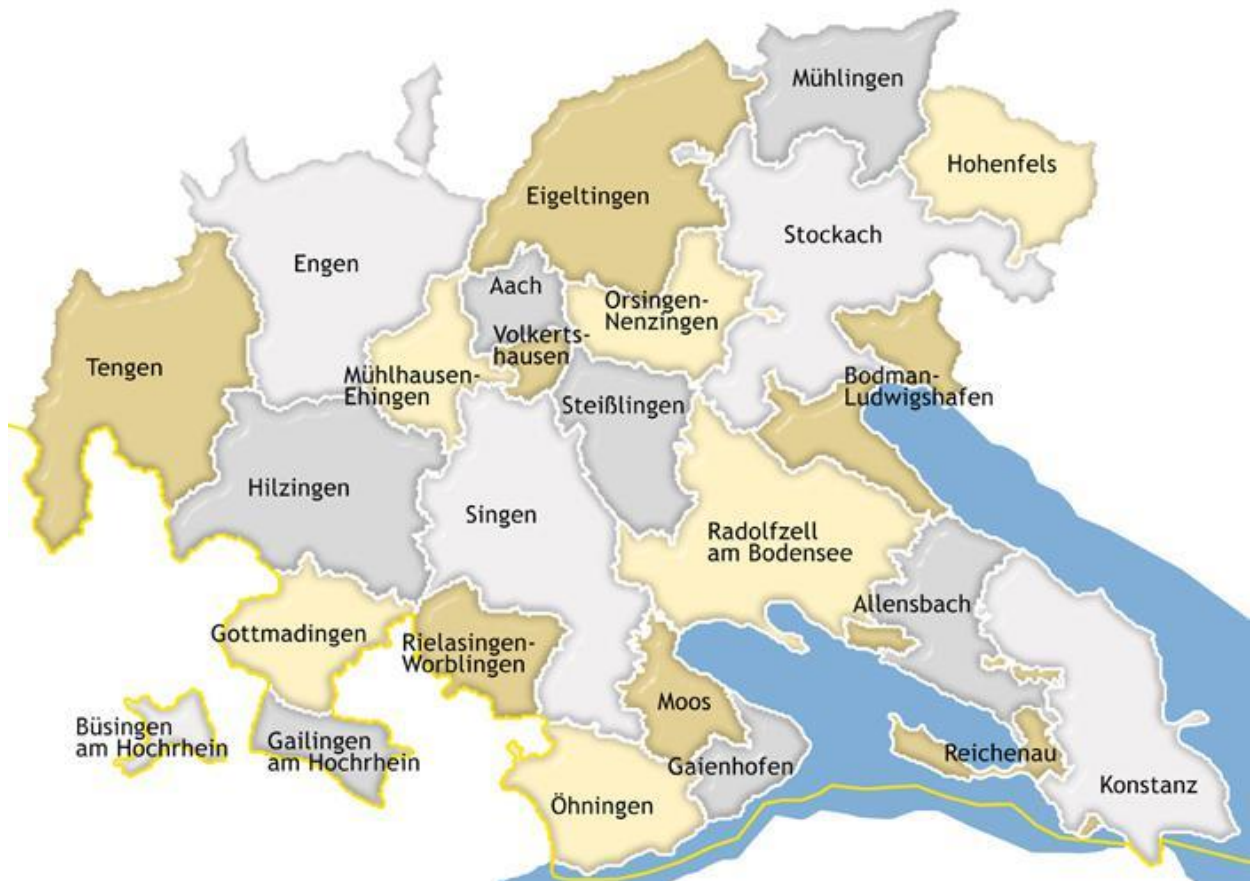 Mühlingen
Hohenfels
Eigeltingen
Stockach
Engen
Aach
Orsingen-
Nenzingen
Volkerts-
hausen
Tengen
Mühlhausen-
Ehingen
Bodman-
Ludwigshafen
Steißlingen
Hilzingen
Singen
Radolfzell
am Bodensee
Allensbach
Gottmadingen
Rielasingen-
Worblingen
Moos
Büsingen
am Hochrhein
Gailingen
am Hochrhein
Reichenau
Gaienhofen
Konstanz
Öhningen